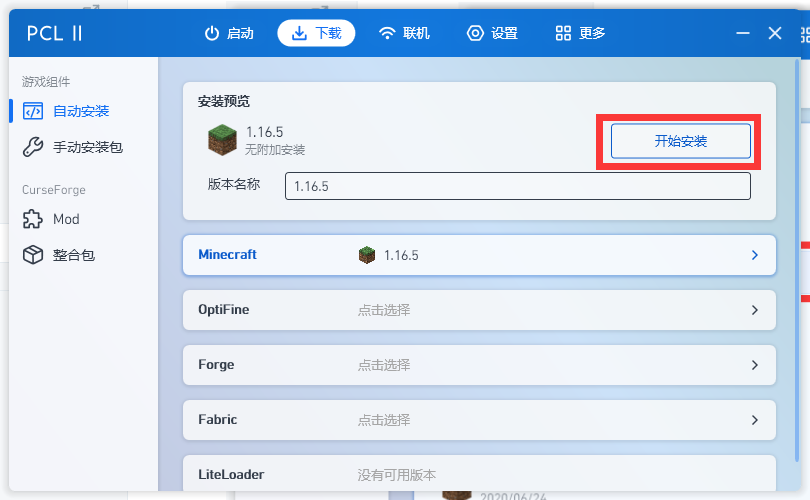 PCL II
启动
下载
联机
设置
更多
游戏组件
自动安装
手动安装包
CurseForge
Mod
整合包
安装预览
1.16.5
无附加安装
开始安装
版本名称 1.16.5
Minecraft 1.16.5
OptiFine 点击选择
Forge 点击选择
Fabric 点击选择
LiteLoader 没有可用版本
2020/06/24